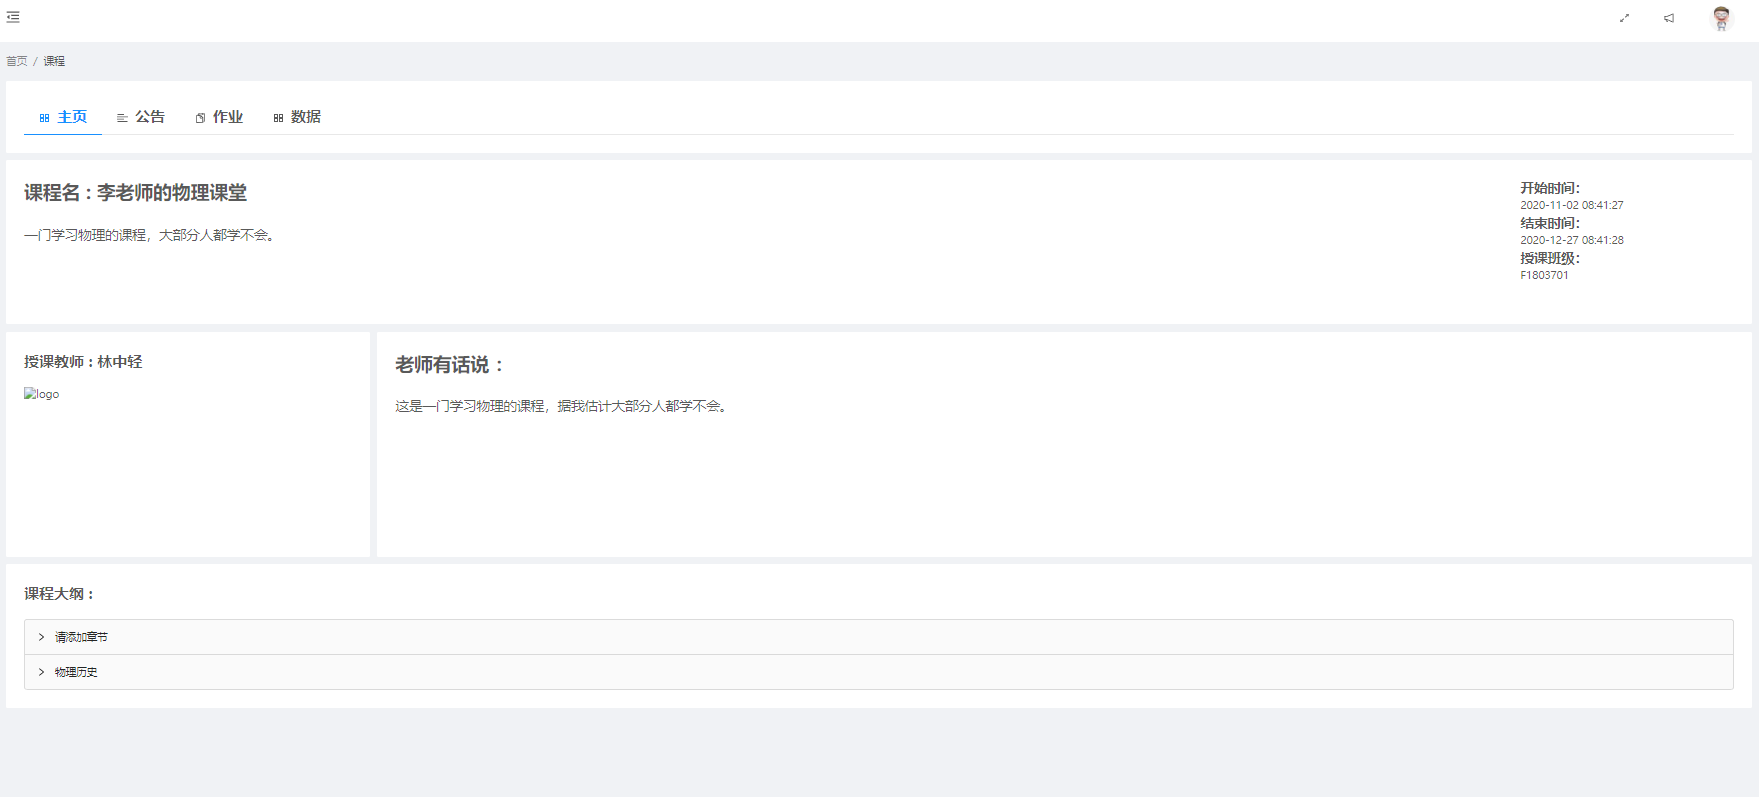 首页 / 课程
主页 公告 作业 数据
课程名：李老师的物理课堂
一门学习物理的课程，大部分人都学不会。
开始时间：
2020-11-02 08:41:27
结束时间：
2020-12-27 08:41:28
授课班级：
F1803701
授课教师：林中轻
logo
老师有话说：
这是一门学习物理的课程，据我估计大部分人都学不会。
课程大纲：
请添加章节
物理历史